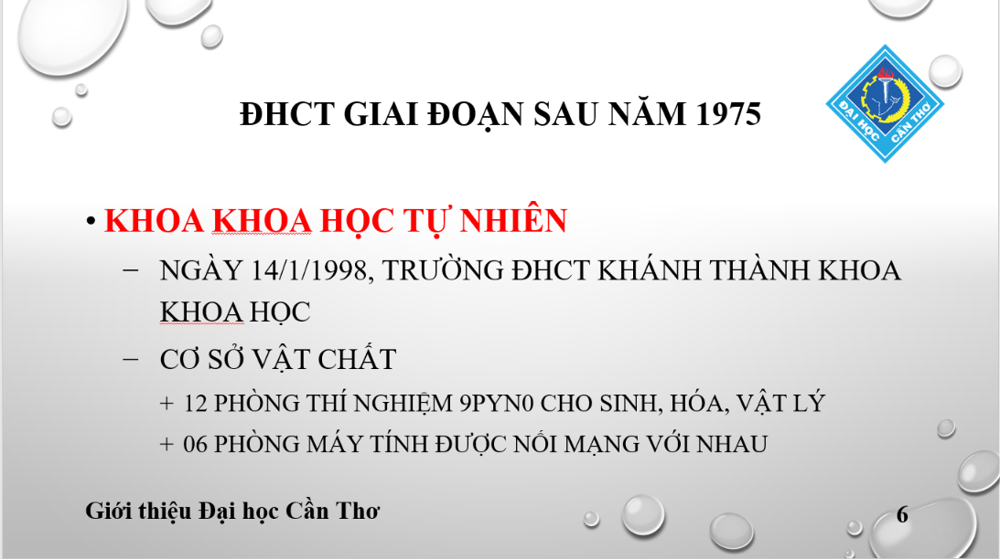 ĐHCT GIAI ĐOẠN SAU NĂM 1975
ĐẠI HỌC
CẦN THƠ
• KHOA KHOA HỌC TỰ NHIÊN
– NGÀY 14/1/1998, TRƯỜNG ĐHCT KHÁNH THÀNH KHOA
KHOA HỌC
– CƠ SỞ VẬT CHẤT
+ 12 PHÒNG THÍ NGHIỆM 9PYN0 CHO SINH, HÓA, VẬT LÝ
+ 06 PHÒNG MÁY TÍNH ĐƯỢC NỐI MẠNG VỚI NHAU
Giới thiệu Đại học Cần Thơ
6